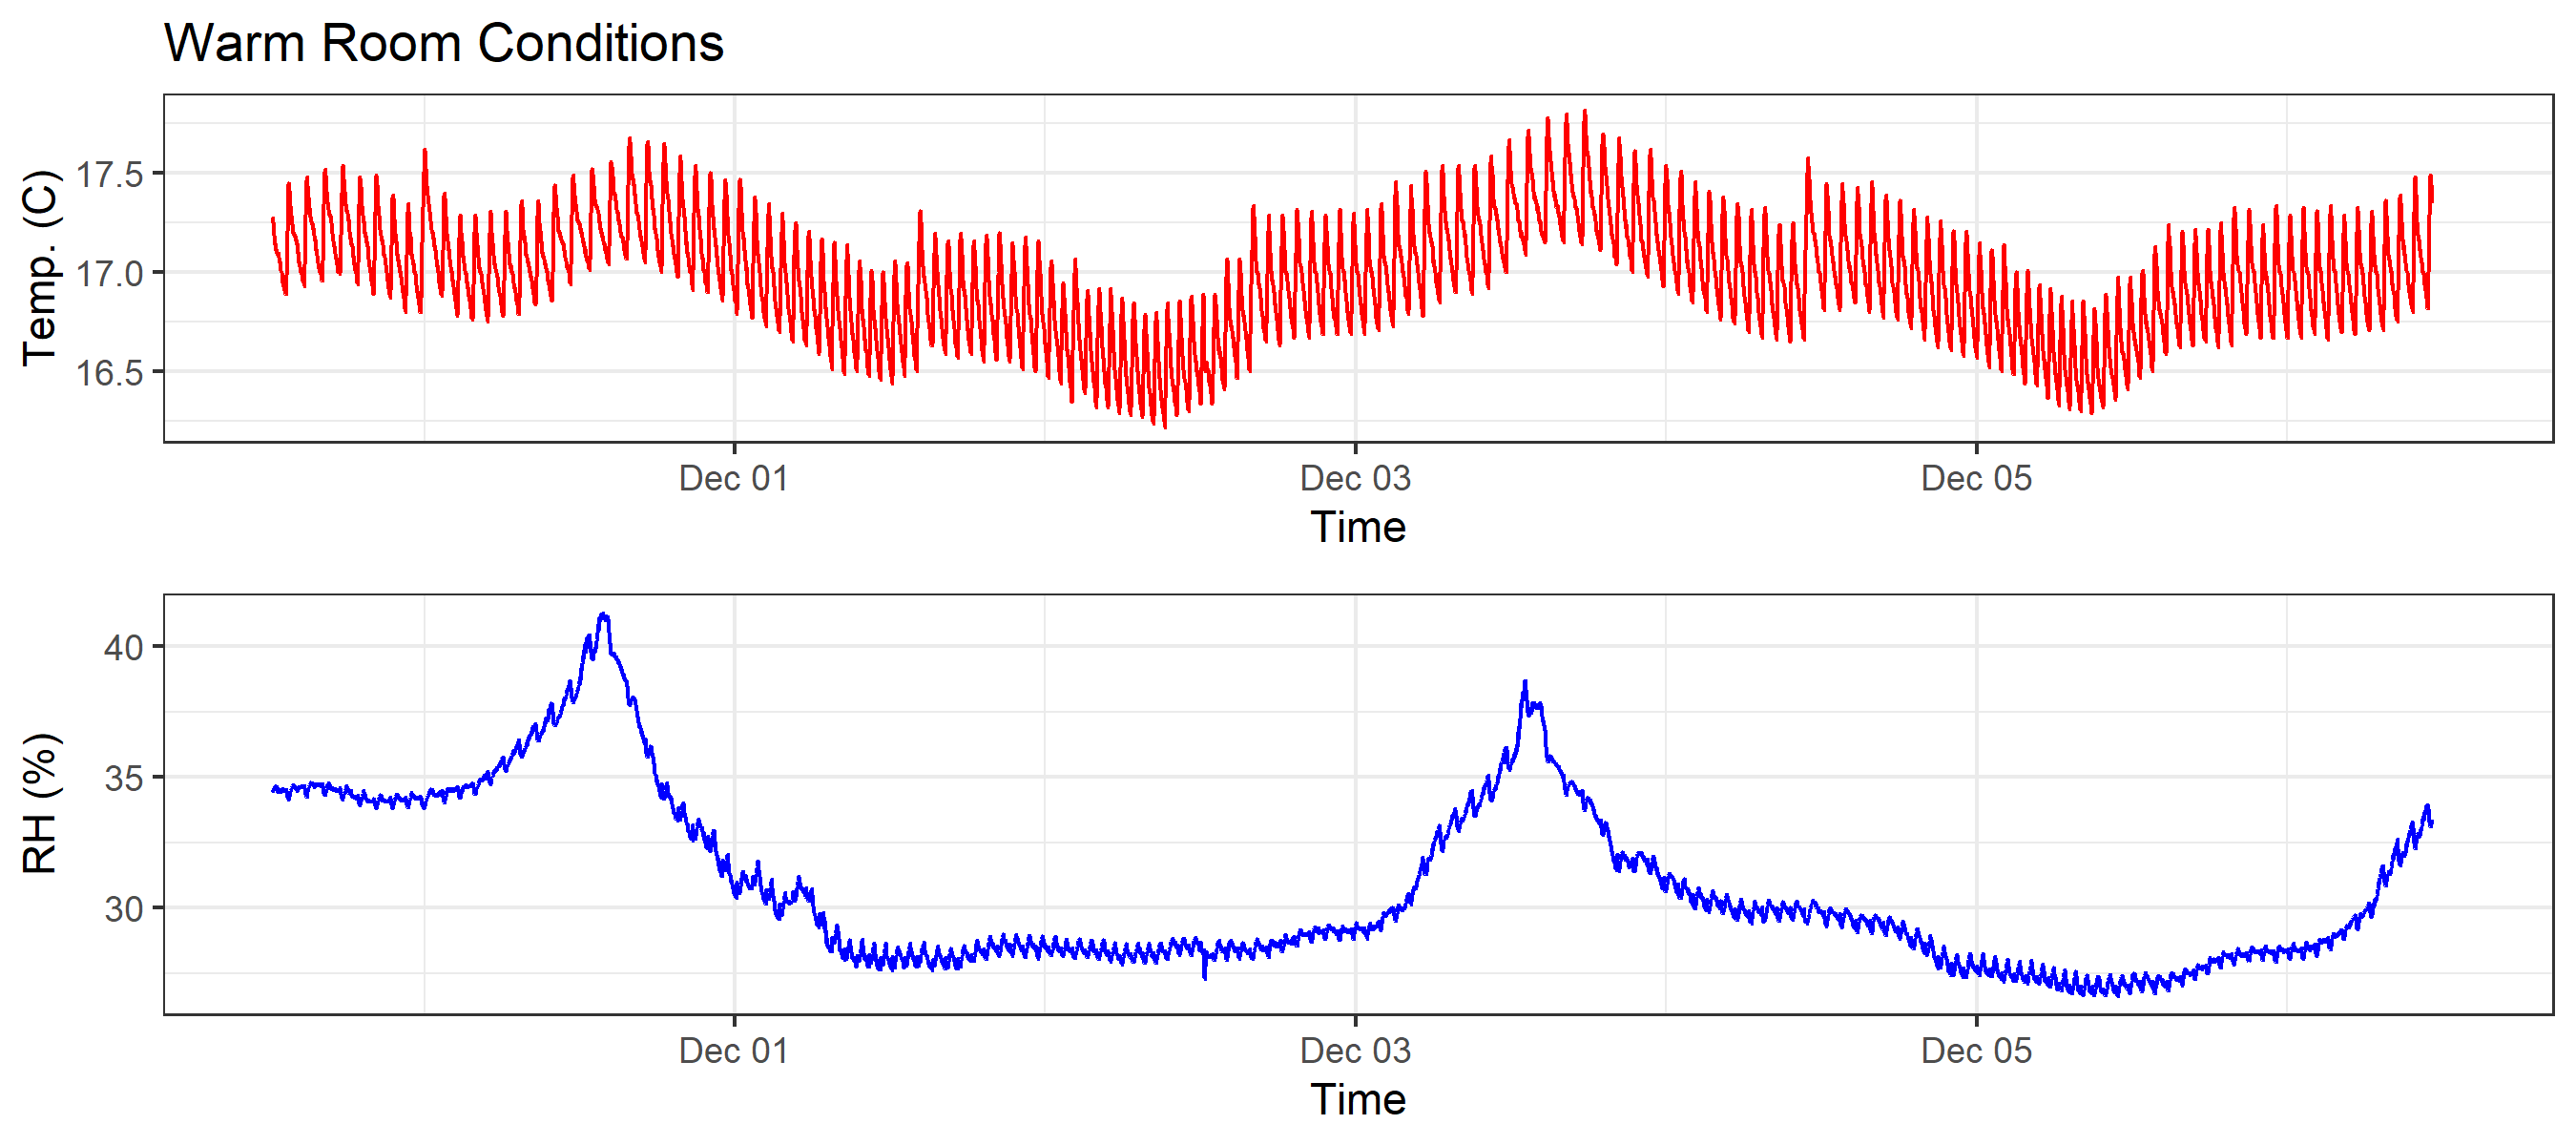 Warm Room Conditions
Temp. (C)
17.5
17.0
16.5
Dec 01 Dec 03 Dec 05
Time
RH (%)
40
35
30
Dec 01 Dec 03 Dec 05
Time